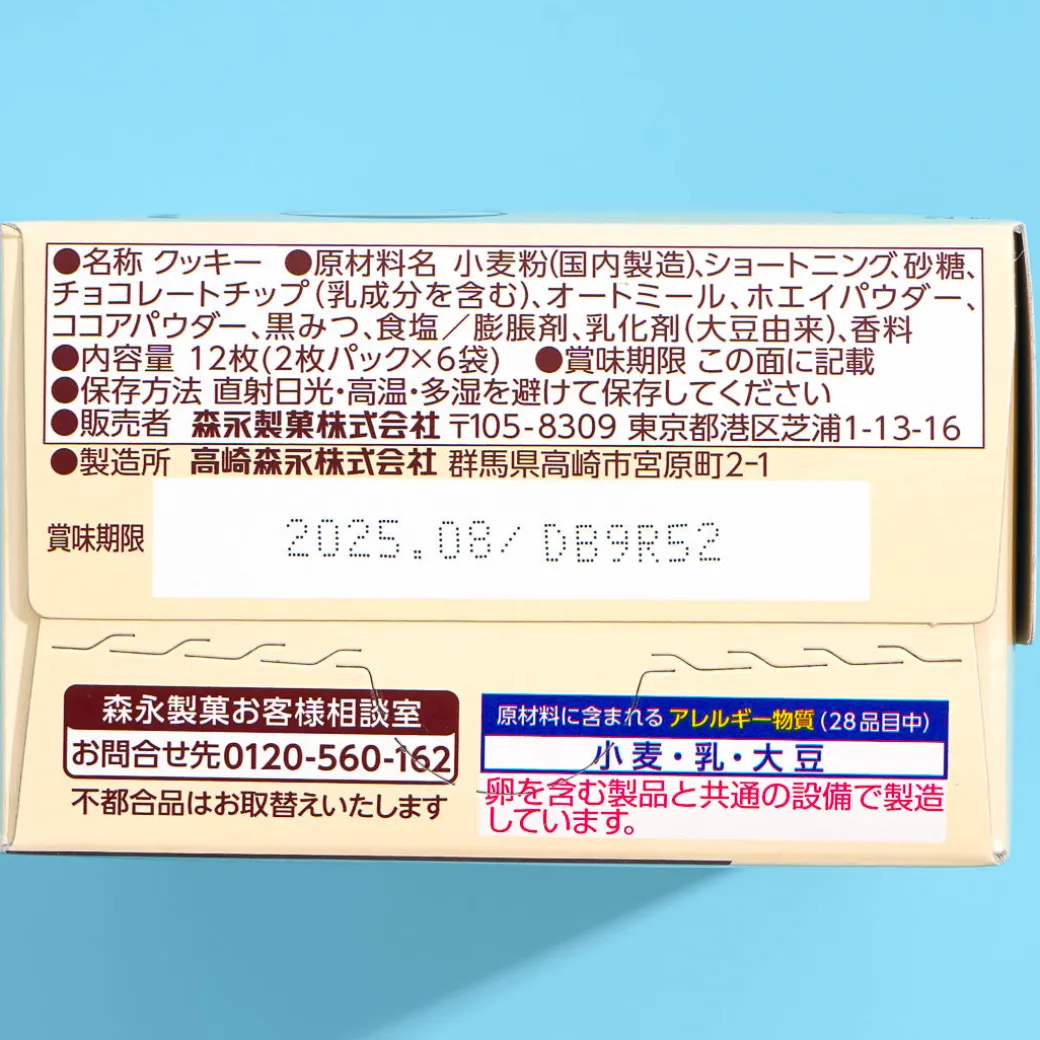 ●名称 クッキー ●原材料名 小麦粉(国内製造)、ショートニング、砂糖、
チョコレートチップ(乳成分を含む)、オートミール、ホエイパウダー、
ココアパウダー、黒みつ、食塩／膨脹剤、乳化剤(大豆由来)、香料
●内容量 12枚(2枚パック×6袋) ●賞味期限 この面に記載
●保存方法 直射日光・高温・多湿を避けて保存してください
●販売者 森永製菓株式会社 〒105-8309 東京都港区芝浦1-13-16
●製造所 高崎森永株式会社 群馬県高崎市宮原町2-1
賞味期限 2025.08/ DB9R52
森永製菓お客様相談室
お問合せ先0120-560-162
不都合品はお取替えいたします
原材料に含まれる アレルギー物質(28品目中)
小麦・乳・大豆
卵を含む製品と共通の設備で製造
しています。